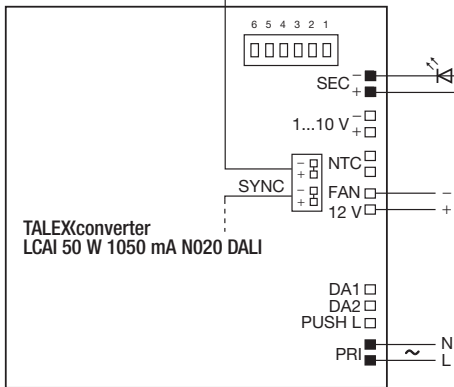 6 5 4 3 2 1
SEC – +
1...10 V – +
NTC
– +
SYNC
– +
FAN –
12 V +
TALEXXconverter
LCAI 50 W 1050 mA N020 DALI
DA1
DA2
PUSH L
PRI ~ N L